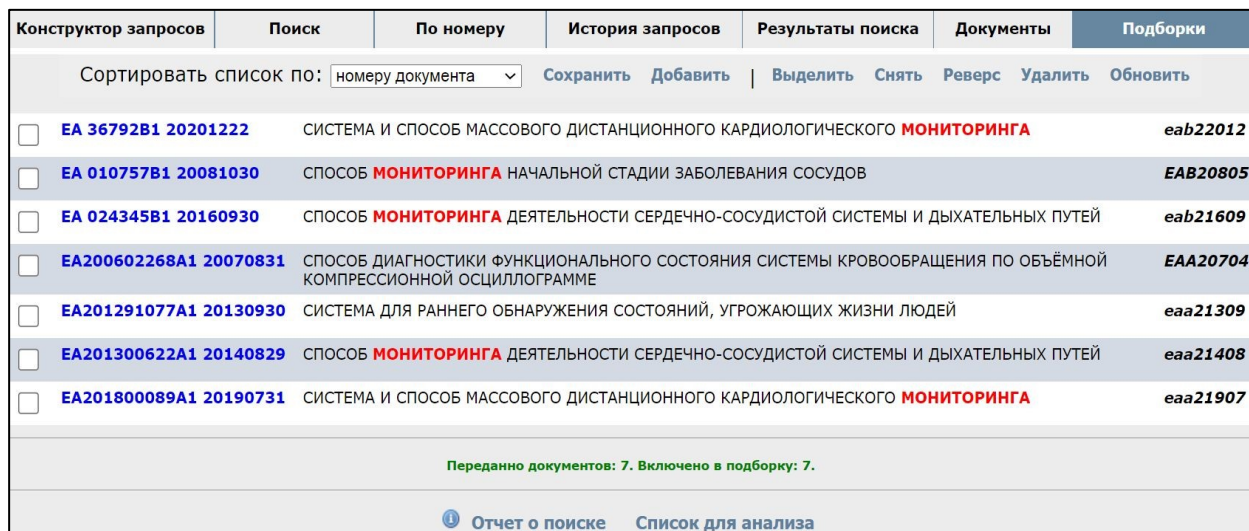 Конструктор запросов Поиск По номеру История запросов Результаты поиска Документы Подборки
Сортировать список по: номеру документа Сохранить Добавить | Выделить Снять Реверс Удалить Обновить
EA 36792B1 20201222 СИСТЕМА И СПОСОБ МАССОВОГО ДИСТАНЦИОННОГО КАРДИОЛОГИЧЕСКОГО МОНИТОРИНГА eab22012
EA 010757B1 20081030 СПОСОБ МОНИТОРИНГА НАЧАЛЬНОЙ СТАДИИ ЗАБОЛЕВАНИЯ СОСУДОВ EAB20805
EA 024345B1 20160930 СПОСОБ МОНИТОРИНГА ДЕЯТЕЛЬНОСТИ СЕРДЕЧНО-СОСУДИСТОЙ СИСТЕМЫ И ДЫХАТЕЛЬНЫХ ПУТЕЙ eab21609
EA200602268A1 20070831 СПОСОБ ДИАГНОСТИКИ ФУНКЦИОНАЛЬНОГО СОСТОЯНИЯ СИСТЕМЫ КРОВООБРАЩЕНИЯ ПО ОБЪЁМНОЙ EAA20704
КОМПРЕССИОННОЙ ОСЦИЛЛОГРАММЕ
EA201291077A1 20130930 СИСТЕМА ДЛЯ РАННЕГО ОБНАРУЖЕНИЯ СОСТОЯНИЙ, УГРОЖАЮЩИХ ЖИЗНИ ЛЮДЕЙ eaa21309
EA201300622A1 20140829 СПОСОБ МОНИТОРИНГА ДЕЯТЕЛЬНОСТИ СЕРДЕЧНО-СОСУДИСТОЙ СИСТЕМЫ И ДЫХАТЕЛЬНЫХ ПУТЕЙ eaa21408
EA201800089A1 20190731 СИСТЕМА И СПОСОБ МАССОВОГО ДИСТАНЦИОННОГО КАРДИОЛОГИЧЕСКОГО МОНИТОРИНГА eaa21907
Переданно документов: 7. Включено в подборку: 7.
Отчет о поиске Список для анализа